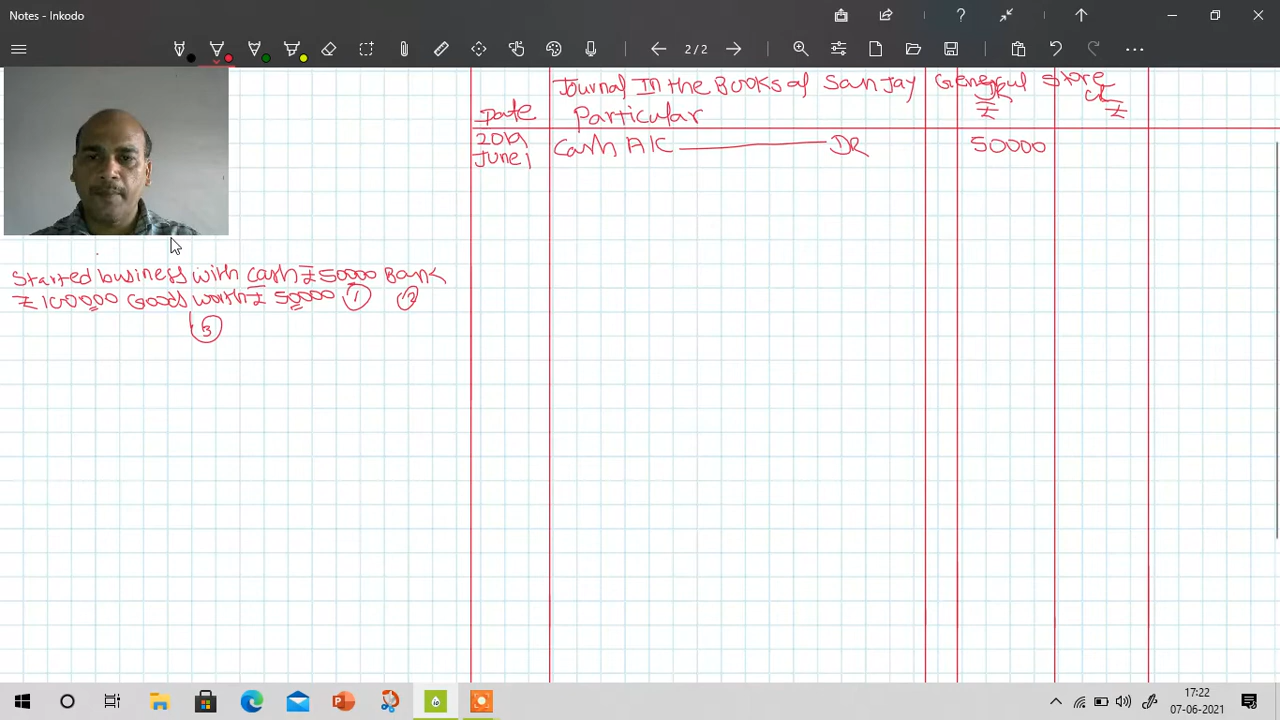 Notes - Inkodo
2/2
Journal In the Books of Sanjay General Store
Date Particular DR ₹ CR ₹
2019
June 1 Cash A/C DR 50000
Started business with cash ₹ 50000 Bank
₹ 100000 Goods worth ₹ 50000 1 2
3
17:22
07-06-2021